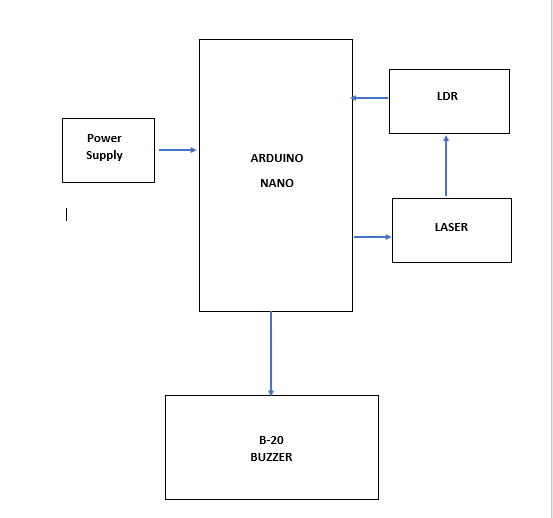 Power
Supply
ARDUINO
NANO
LDR
LASER
B-20
BUZZER